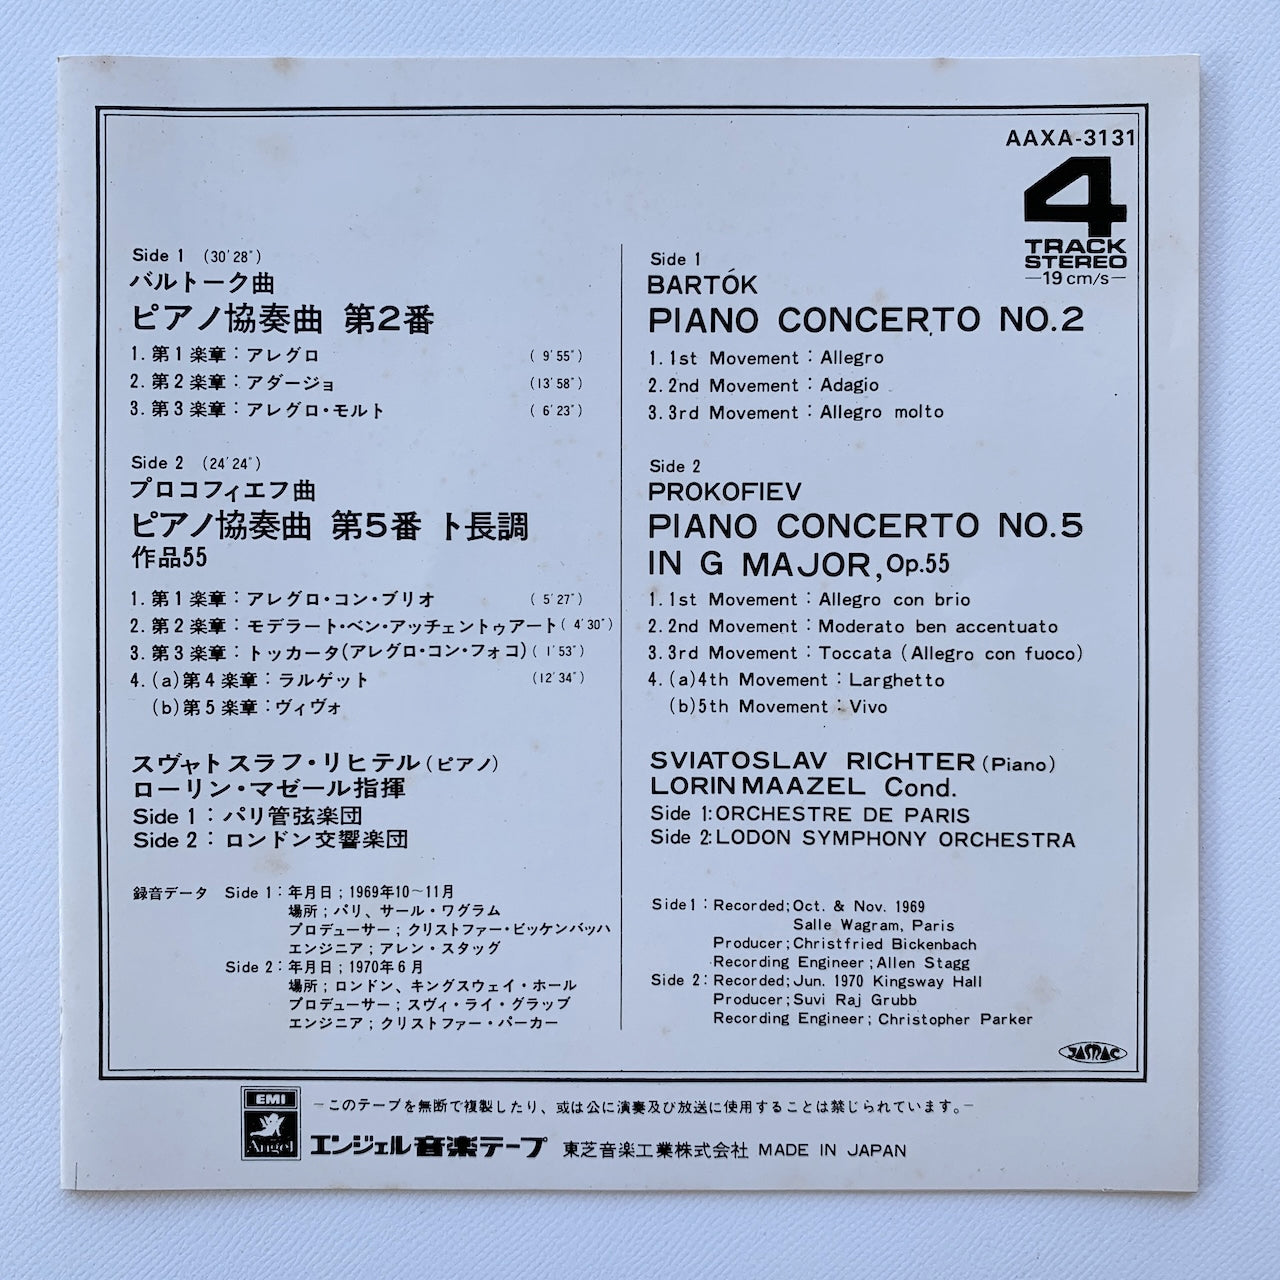 AAXA-3131
4
TRACK
STEREO
—19 cm/s—
Side 1 (30′28″)
バルトーク曲
ピアノ協奏曲 第2番
1. 第1楽章：アレグロ (9′55″)
2. 第2楽章：アダージョ (13′58″)
3. 第3楽章：アレグロ・モルト (6′23″)
Side 2 (24′24″)
プロコフィエフ曲
ピアノ協奏曲 第5番 ト長調
作品55
1. 第1楽章：アレグロ・コン・ブリオ (5′27″)
2. 第2楽章：モデラート・ベン・アッチェントゥアート (4′30″)
3. 第3楽章：トッカータ(アレグロ・コン・フォコ) (1′53″)
4. (a)第4楽章：ラルゲット (12′34″)
(b)第5楽章：ヴィヴォ
スヴャトスラフ・リヒテル(ピアノ)
ローリン・マゼール指揮
Side 1：パリ管弦楽団
Side 2：ロンドン交響楽団
録音データ Side 1：年月日；1969年10～11月
場所；パリ、サール・ワグラム
プロデューサー；クリストファー・ビッケンバッハ
エンジニア；アレン・スタッグ
Side 2：年月日；1970年6月
場所；ロンドン、キングスウェイ・ホール
プロデューサー；スヴィ・ライ・グラッブ
エンジニア；クリストファー・パーカー
Side 1
BARTÓK
PIANO CONCERTO NO.2
1. 1st Movement：Allegro
2. 2nd Movement：Adagio
3. 3rd Movement：Allegro molto
Side 2
PROKOFIEV
PIANO CONCERTO NO.5
IN G MAJOR, Op.55
1. 1st Movement：Allegro con brio
2. 2nd Movement：Moderato ben accentuato
3. 3rd Movement：Toccata (Allegro con fuoco)
4. (a)4th Movement：Larghetto
(b)5th Movement：Vivo
SVIATOSLAV RICHTER (Piano)
LORIN MAAZEL Cond.
Side 1:ORCHESTRE DE PARIS
Side 2:LODON SYMPHONY ORCHESTRA
Side 1：Recorded;Oct. & Nov. 1969
Salle Wagram, Paris
Producer;Christfried Bickenbach
Recording Engineer;Allen Stagg
Side 2：Recorded;Jun. 1970 Kingsway Hall
Producer;Suvi Raj Grubb
Recording Engineer; Christopher Parker
JASRAC
EMI
Angel
—このテープを無断で複製したり、或は公に演奏及び放送に使用することは禁じられています。—
エンジェル音楽テープ 東芝音楽工業株式会社 MADE IN JAPAN